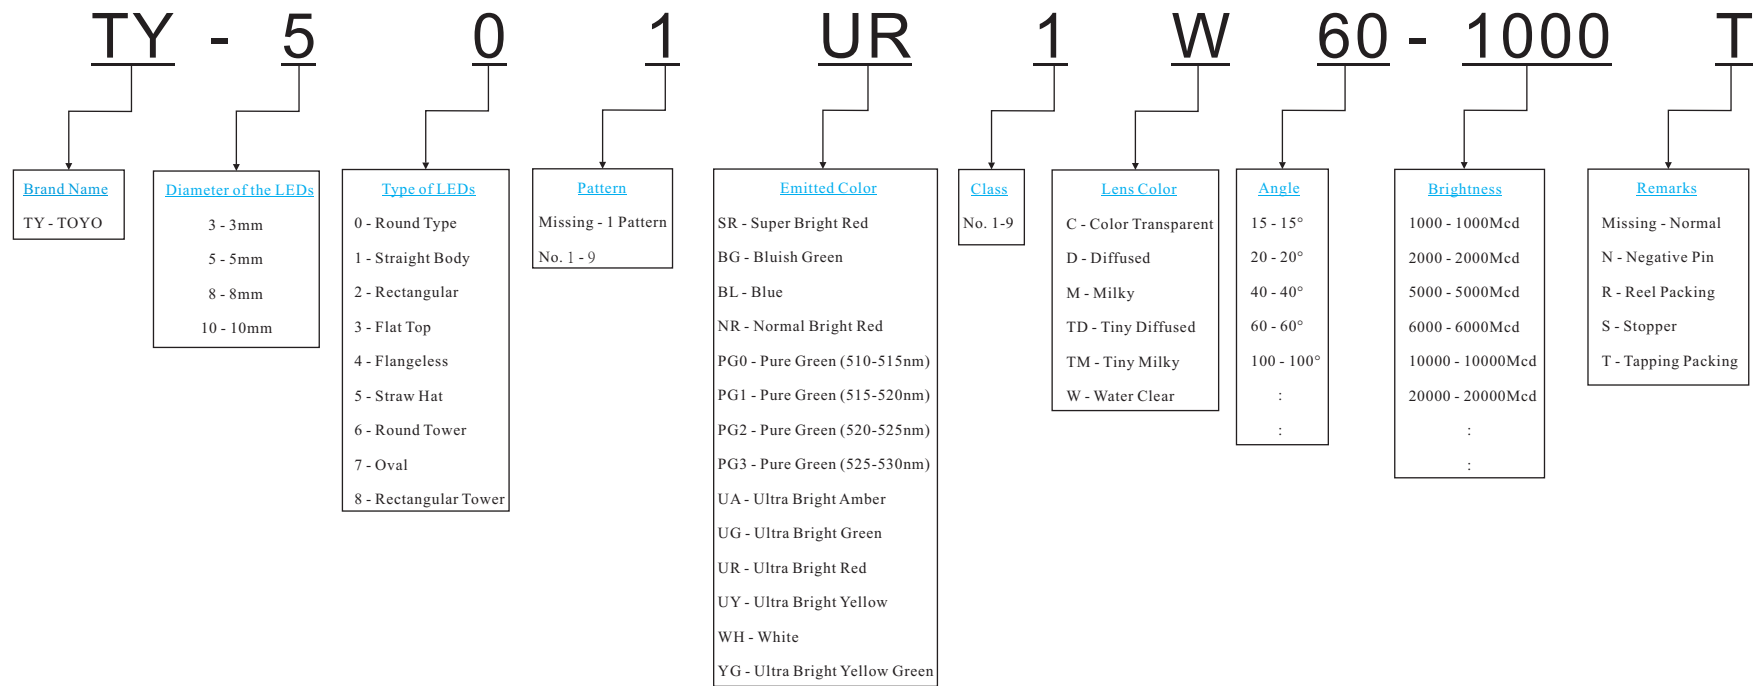 TY - 5 0 1 UR 1 W 60 - 1000 T
Brand Name
TY - TOYO
Diameter of the LEDs
3 - 3mm
5 - 5mm
8 - 8mm
10 - 10mm
Type of LEDs
0 - Round Type
1 - Straight Body
2 - Rectangular
3 - Flat Top
4 - Flangeless
5 - Straw Hat
6 - Round Tower
7 - Oval
8 - Rectangular Tower
Pattern
Missing - 1 Pattern
No. 1 - 9
Emitted Color
SR - Super Bright Red
BG - Bluish Green
BL - Blue
NR - Normal Bright Red
PG0 - Pure Green (510-515nm)
PG1 - Pure Green (515-520nm)
PG2 - Pure Green (520-525nm)
PG3 - Pure Green (525-530nm)
UA - Ultra Bright Amber
UG - Ultra Bright Green
UR - Ultra Bright Red
UY - Ultra Bright Yellow
WH - White
YG - Ultra Bright Yellow Green
Class
No. 1-9
Lens Color
C - Color Transparent
D - Diffused
M - Milky
TD - Tiny Diffused
TM - Tiny Milky
W - Water Clear
Angle
15 - 15°
20 - 20°
40 - 40°
60 - 60°
100 - 100°
:
:
Brightness
1000 - 1000Mcd
2000 - 2000Mcd
5000 - 5000Mcd
6000 - 6000Mcd
10000 - 10000Mcd
20000 - 20000Mcd
:
:
Remarks
Missing - Normal
N - Negative Pin
R - Reel Packing
S - Stopper
T - Tapping Packing